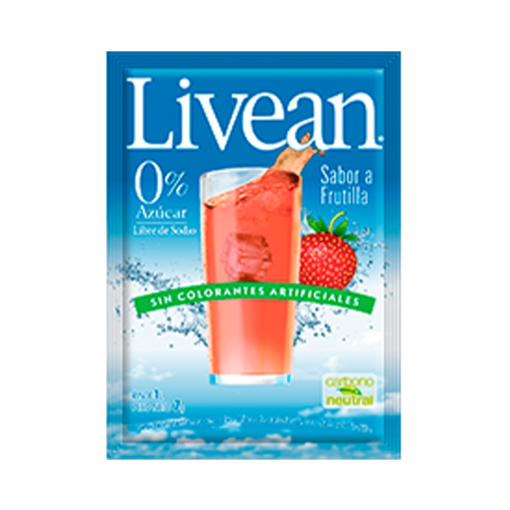 Livean
0%
Azúcar
Libre de Sodio
Sabor a
Frutilla
SIN COLORANTES ARTIFICIALES
carbono
neutral